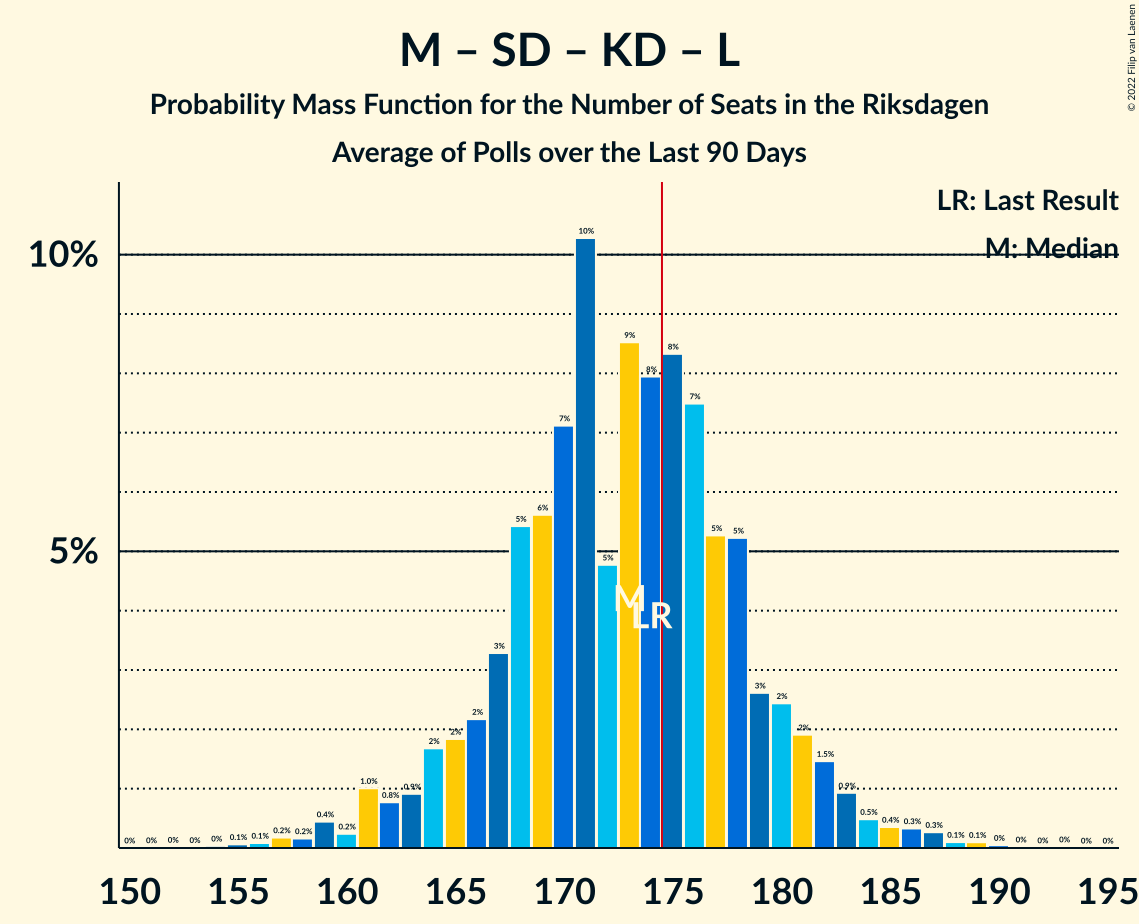 M – SD – KD – L
Probability Mass Function for the Number of Seats in the Riksdagen
Average of Polls over the Last 90 Days
© 2022 Filip van Laenen
LR: Last Result
M: Median
10%
5%
0% 0% 0% 0% 0% 0.1% 0.1% 0.2% 0.2% 0.4% 0.2% 1.0% 0.8% 0.9% 2% 2% 2% 3% 5% 6% 7% 10% 5% 9% 8% 8% 7% 5% 5% 3% 2% 2% 1.5% 0.9% 0.5% 0.4% 0.3% 0.3% 0.1% 0.1% 0% 0% 0% 0% 0% 0%
M
LR
150 155 160 165 170 175 180 185 190 195